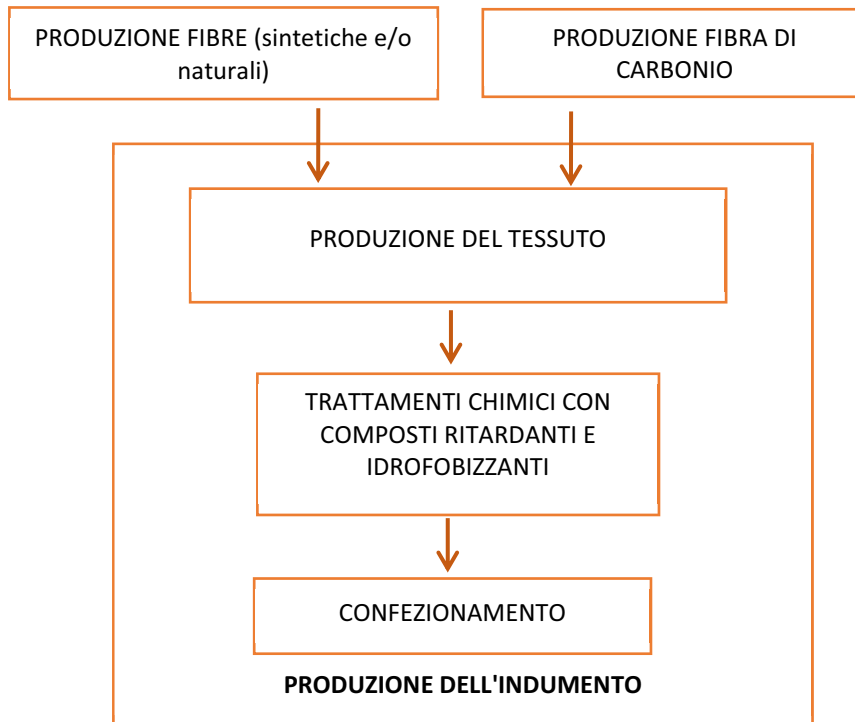 PRODUZIONE FIBRE (sintetiche e/o
naturali)
PRODUZIONE FIBRA DI
CARBONIO
PRODUZIONE DEL TESSUTO
TRATTAMENTI CHIMICI CON
COMPOSTI RITARDANTI E
IDROFOBIZZANTI
CONFEZIONAMENTO
PRODUZIONE DELL'INDUMENTO